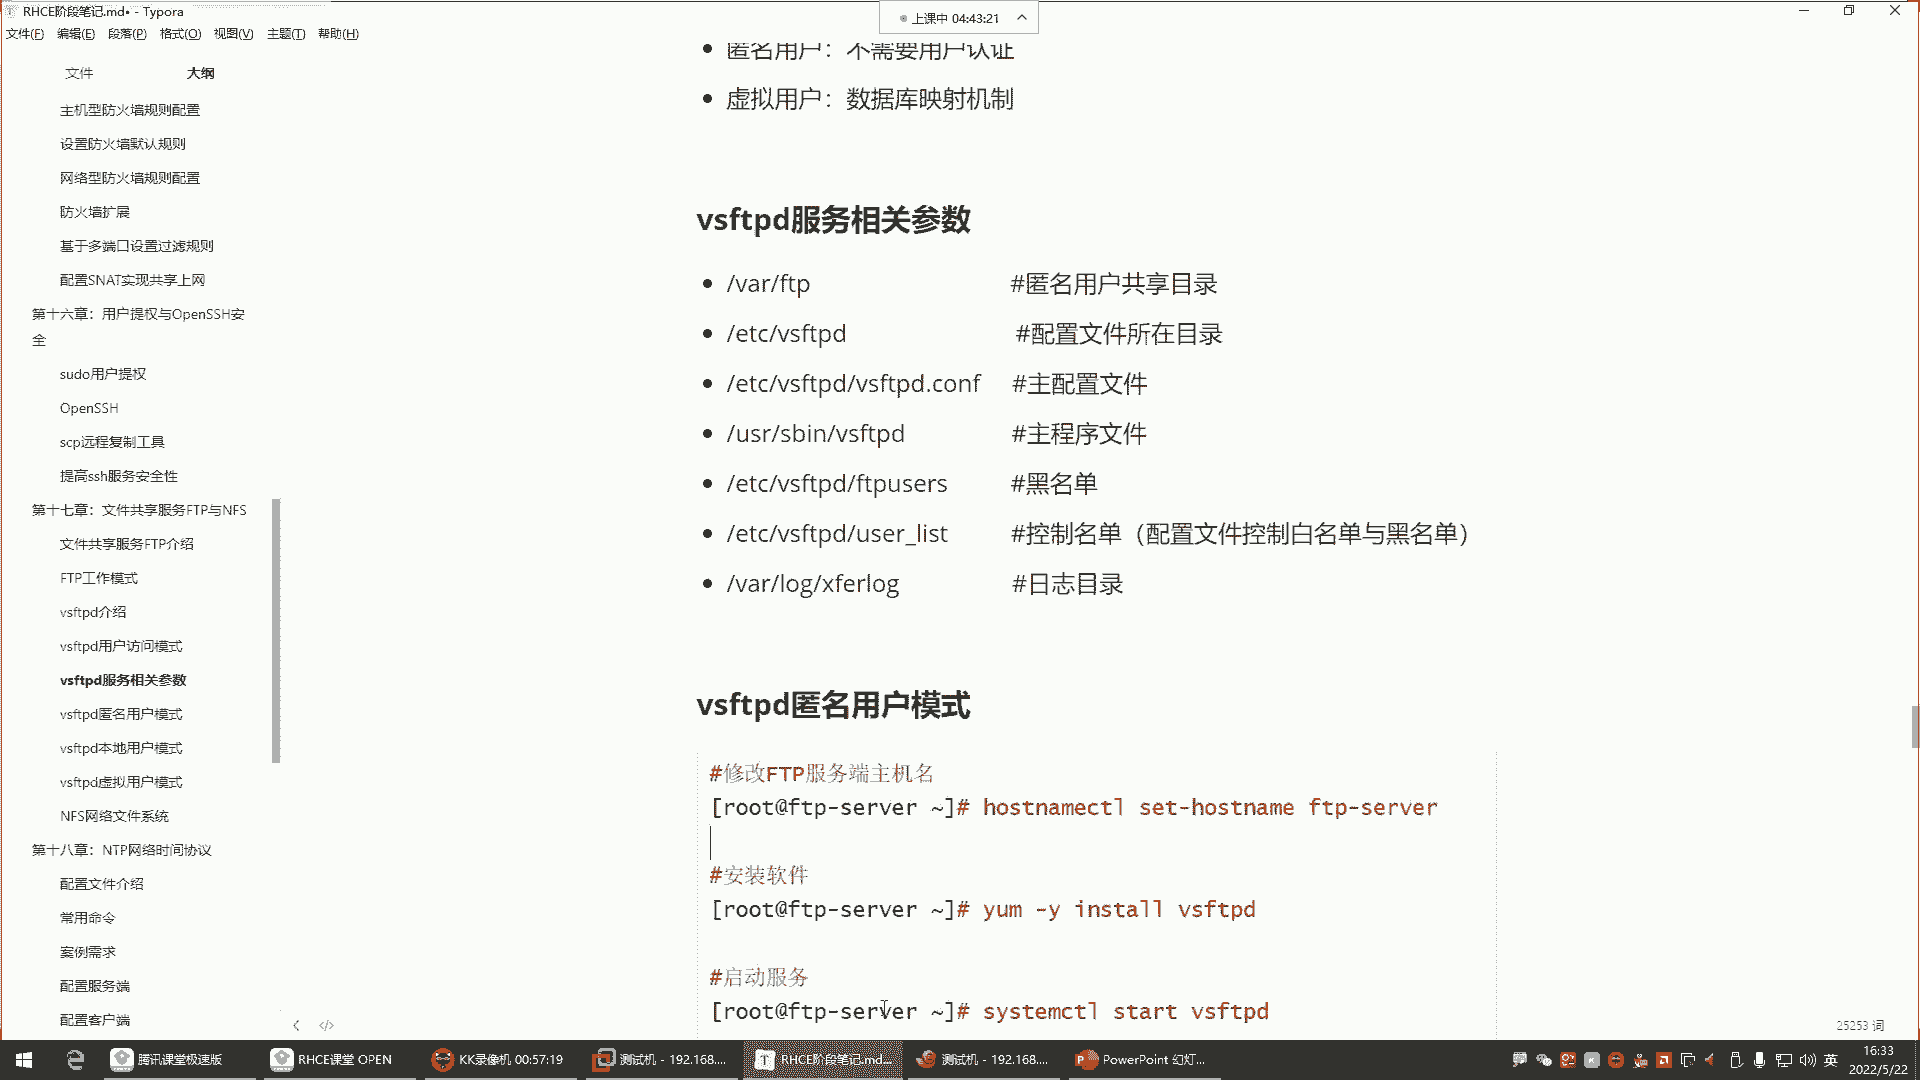 RHCE阶段笔记.md• - Typora
上课中 04:43:21
文件(F) 编辑(E) 段落(P) 格式(O) 视图(V) 主题(T) 帮助(H)
文件 大纲
主机型防火墙规则配置
设置防火墙默认规则
网络型防火墙规则配置
防火墙扩展
基于多端口设置过滤规则
配置SNAT实现共享上网
第十六章：用户提权与OpenSSH安
全
sudo用户提权
OpenSSH
scp远程复制工具
提高ssh服务安全性
第十七章：文件共享服务FTP与NFS
文件共享服务FTP介绍
FTP工作模式
vsftpd介绍
vsftpd用户访问模式
vsftpd服务相关参数
vsftpd匿名用户模式
vsftpd本地用户模式
vsftpd虚拟用户模式
NFS网络文件系统
第十八章：NTP网络时间协议
配置文件介绍
常用命令
案例需求
配置服务端
配置客户端
匿名用户：不需要用户认证
虚拟用户：数据库映射机制
vsftpd服务相关参数
/var/ftp #匿名用户共享目录
/etc/vsftpd #配置文件所在目录
/etc/vsftpd/vsftpd.conf #主配置文件
/usr/sbin/vsftpd #主程序文件
/etc/vsftpd/ftpusers #黑名单
/etc/vsftpd/user_list #控制名单（配置文件控制白名单与黑名单）
/var/log/xferlog #日志目录
vsftpd匿名用户模式
#修改FTP服务端主机名
[root@ftp-server ~]# hostnamectl set-hostname ftp-server
#安装软件
[root@ftp-server ~]# yum -y install vsftpd
#启动服务
[root@ftp-server ~]# systemctl start vsftpd
25253 词
腾讯课堂极速版
RHCE课堂 OPEN
KK录像机 00:57:19
测试机 - 192.168....
RHCE阶段笔记.md...
测试机 - 192.168....
PowerPoint 幻灯...
英
16:33
2022/5/22